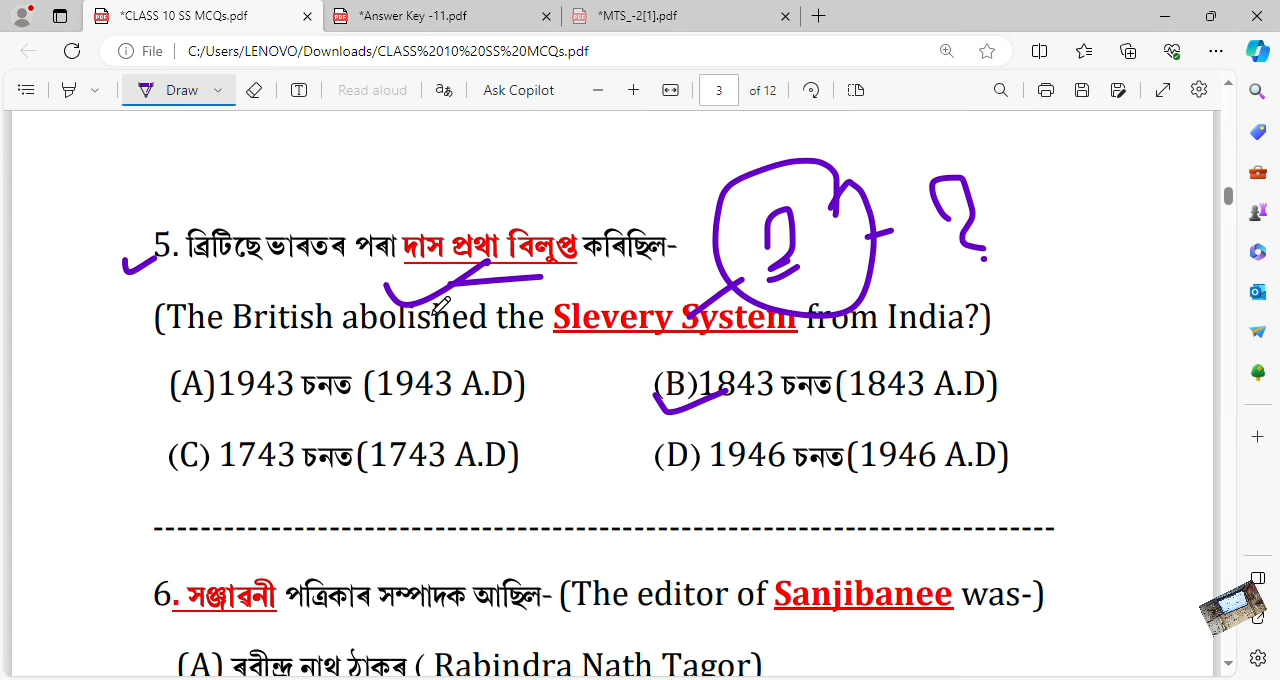 *CLASS 10 SS MCQs.pdf
*Answer Key -11.pdf
*MTS_-2[1].pdf
File
C:/Users/LENOVO/Downloads/CLASS%2010%20SS%20MCQs.pdf
Draw
Read aloud
Ask Copilot
3
of 12
5. ব্ৰিটিছে ভাৰতৰ পৰা দাস প্ৰথা বিলুপ্ত কৰিছিল-
?
(The British abolished the Slevery System from India?)
(A)1943 চনত (1943 A.D) (B)1843 চনত(1843 A.D)
(C) 1743 চনত(1743 A.D) (D) 1946 চনত(1946 A.D)
--------------------------------------------------------------------------
6. সঞ্জাৱনী পত্ৰিকাৰ সম্পাদক আছিল- (The editor of Sanjibanee was-)
(A) ৰবীন্দ্ৰ নাথ ঠাকৰ ( Rabindra Nath Tagor)